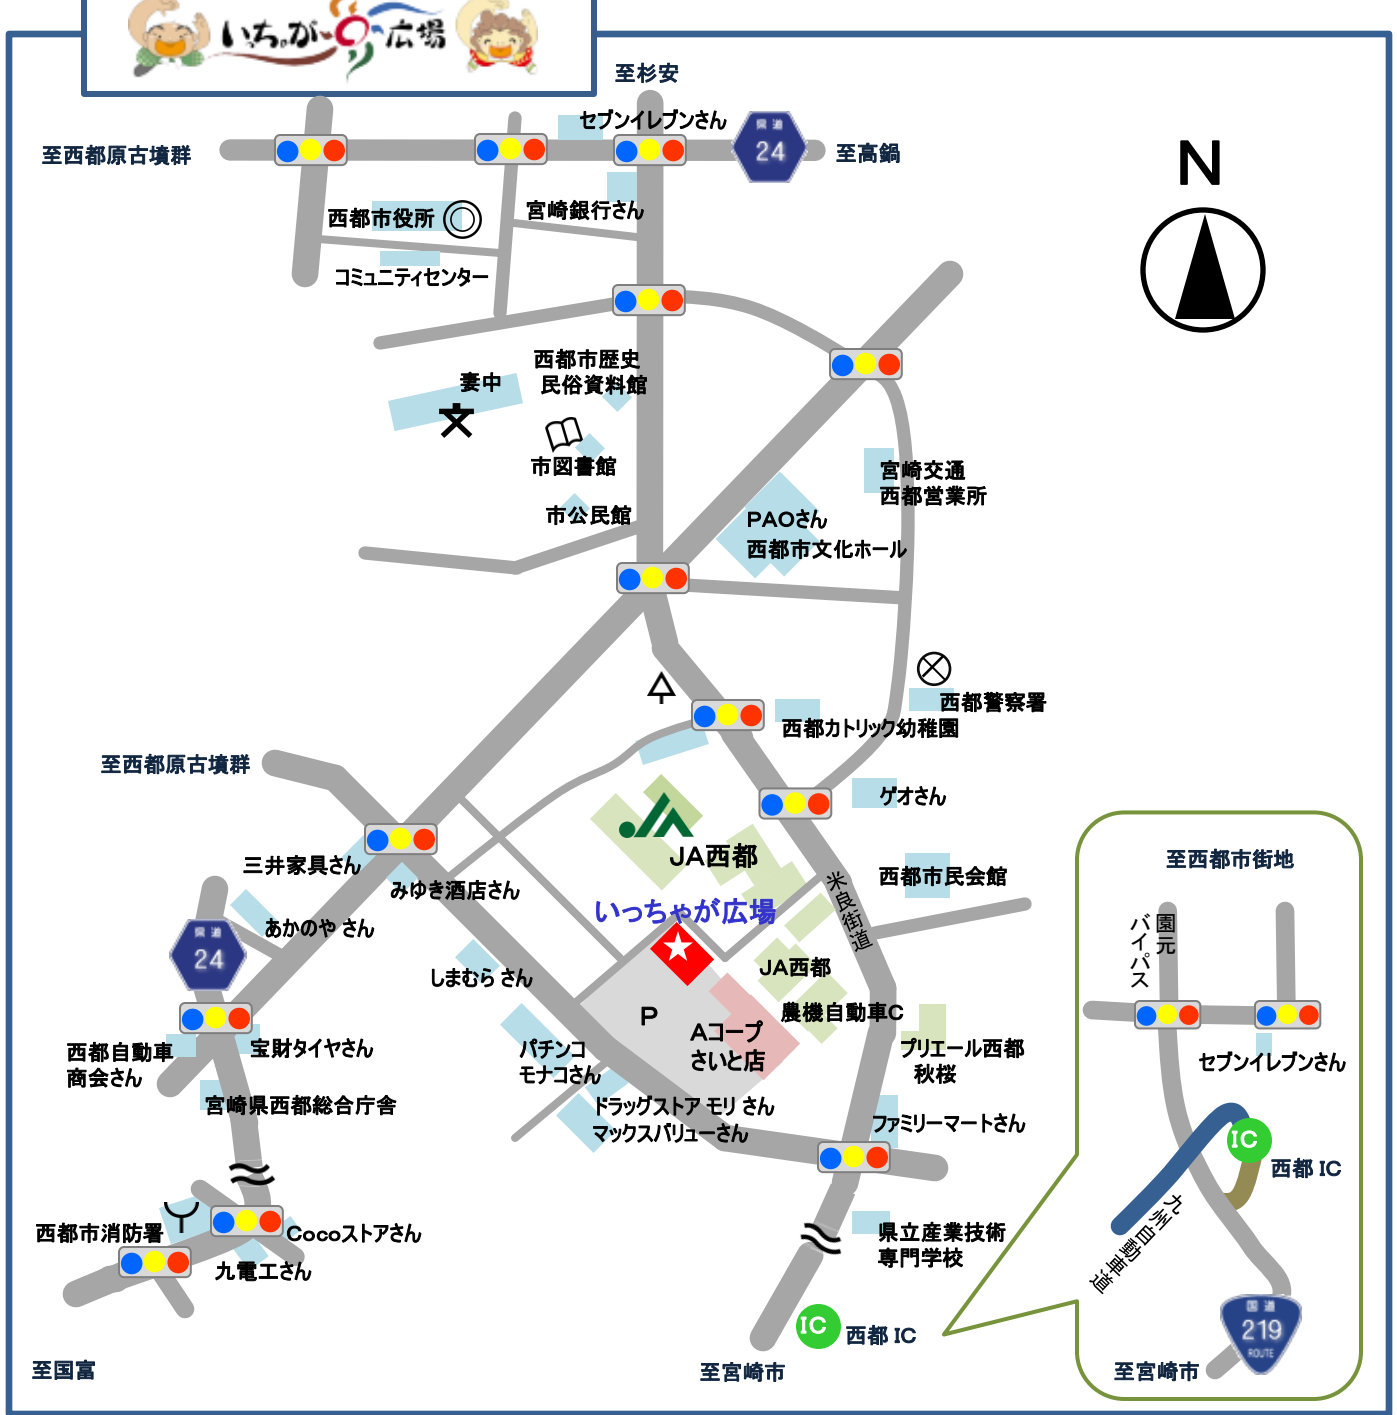 いっちゃが広場
至杉安
セブンイレブンさん
県道
24
至西都原古墳群
至高鍋
N
西都市役所
宮崎銀行さん
コミュニティセンター
西都市歴史
民俗資料館
妻中
市図書館
宮崎交通
西都営業所
市公民館
PAOさん
西都市文化ホール
西都警察署
西都カトリック幼稚園
至西都原古墳群
ゲオさん
JA西都
三井家具さん
みゆき酒店さん
西都市民会館
米良街道
いっちゃが広場
あかのや さん
県道
24
しまむら さん
JA西都
農機自動車C
P
Aコープ
さいと店
西都自動車
商会さん
宝財タイヤさん
パチンコ
モナコさん
プリエール西都
秋桜
宮崎県西都総合庁舎
ドラッグストア モリ さん
マックスバリューさん
ファミリーマートさん
西都市消防署
Cocoストアさん
九電工さん
県立産業技術
専門学校
IC
西都 IC
至国富
至宮崎市
至西都市街地
園元
バイパス
セブンイレブンさん
IC
西都 IC
九州自動車道
国道
219
ROUTE
至宮崎市